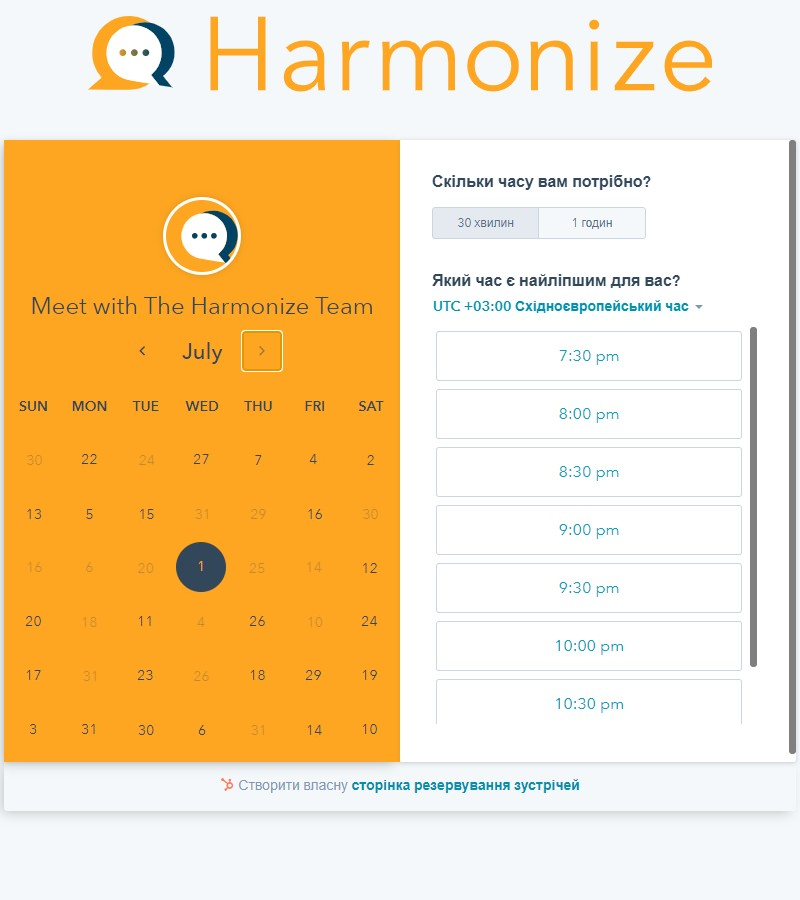 Harmonize
Meet with The Harmonize Team
July
SUN MON TUE WED THU FRI SAT
30 22 24 27 7 4 2
13 5 15 31 29 16 30
16 6 20 1 25 14 12
20 18 11 4 26 10 24
17 31 23 26 18 29 19
3 31 30 6 31 14 10
Скільки часу вам потрібно?
30 хвилин 1 годин
Який час є найліпшим для вас?
UTC +03:00 Східноєвропейський час
7:30 pm
8:00 pm
8:30 pm
9:00 pm
9:30 pm
10:00 pm
10:30 pm
Створити власну сторінка резервування зустрічей